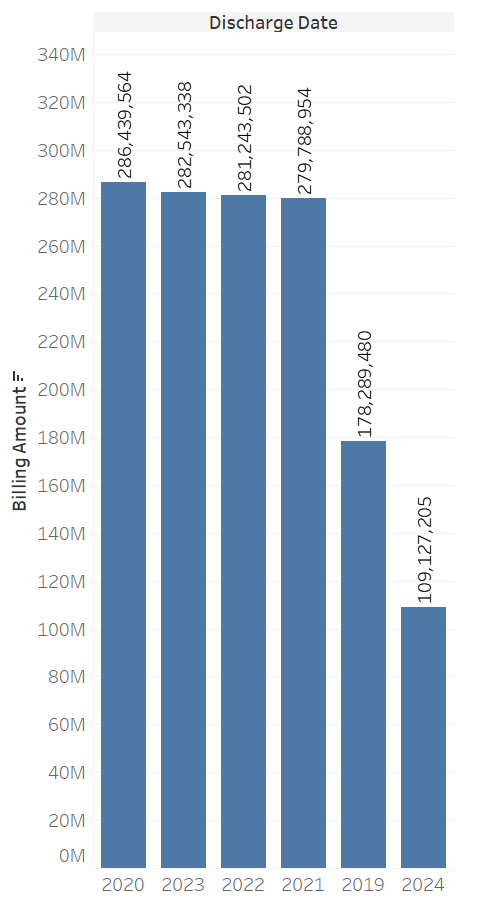 Discharge Date
340M
320M
300M
280M
260M
240M
220M
200M
180M
160M
140M
120M
100M
80M
60M
40M
20M
0M
Billing Amount
286,439,564
282,543,338
281,243,502
279,788,954
178,289,480
109,127,205
2020 2023 2022 2021 2019 2024